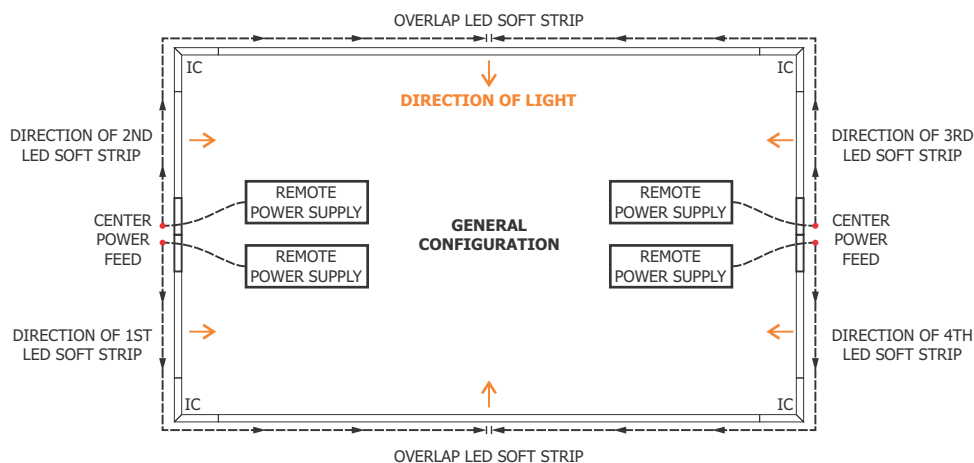 OVERLAP LED SOFT STRIP
IC
IC
DIRECTION OF LIGHT
DIRECTION OF 2ND
LED SOFT STRIP
DIRECTION OF 3RD
LED SOFT STRIP
REMOTE
POWER SUPPLY
REMOTE
POWER SUPPLY
CENTER
POWER
FEED
GENERAL
CONFIGURATION
CENTER
POWER
FEED
REMOTE
POWER SUPPLY
REMOTE
POWER SUPPLY
DIRECTION OF 1ST
LED SOFT STRIP
DIRECTION OF 4TH
LED SOFT STRIP
IC
IC
OVERLAP LED SOFT STRIP